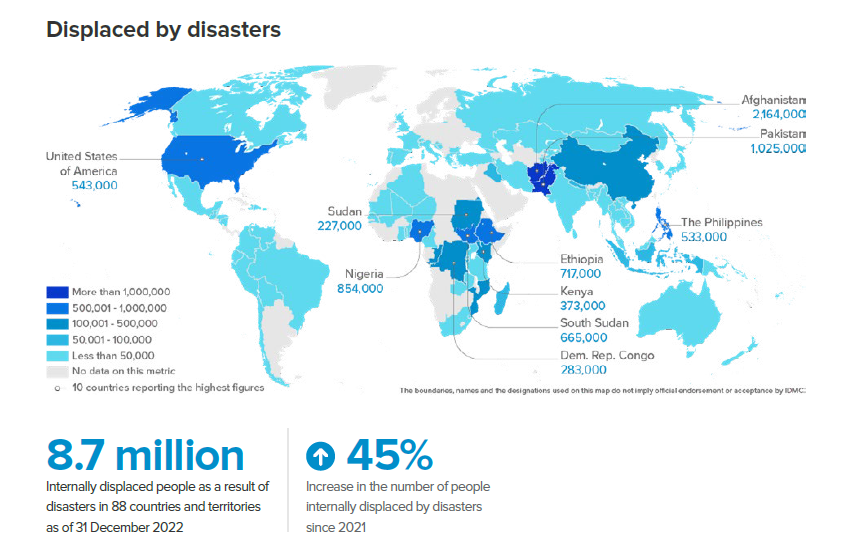 Displaced by disasters
Afghanistan
2,164,000
Pakistan
1,025,000
United States
of America
543,000
Sudan
227,000
The Philippines
533,000
Ethiopia
717,000
Nigeria
854,000
Kenya
373,000
South Sudan
665,000
Dem. Rep. Congo
283,000
More than 1,000,000
500,001 - 1,000,000
100,001 - 500,000
50,001 - 100,000
Less than 50,000
No data on this metric
10 countries reporting the highest figures
The boundaries, names and the designations used on this map do not imply official endorsement or acceptance by IDMC.
8.7 million
Internally displaced people as a result of
disasters in 88 countries and territories
as of 31 December 2022
45%
Increase in the number of people
internally displaced by disasters
since 2021